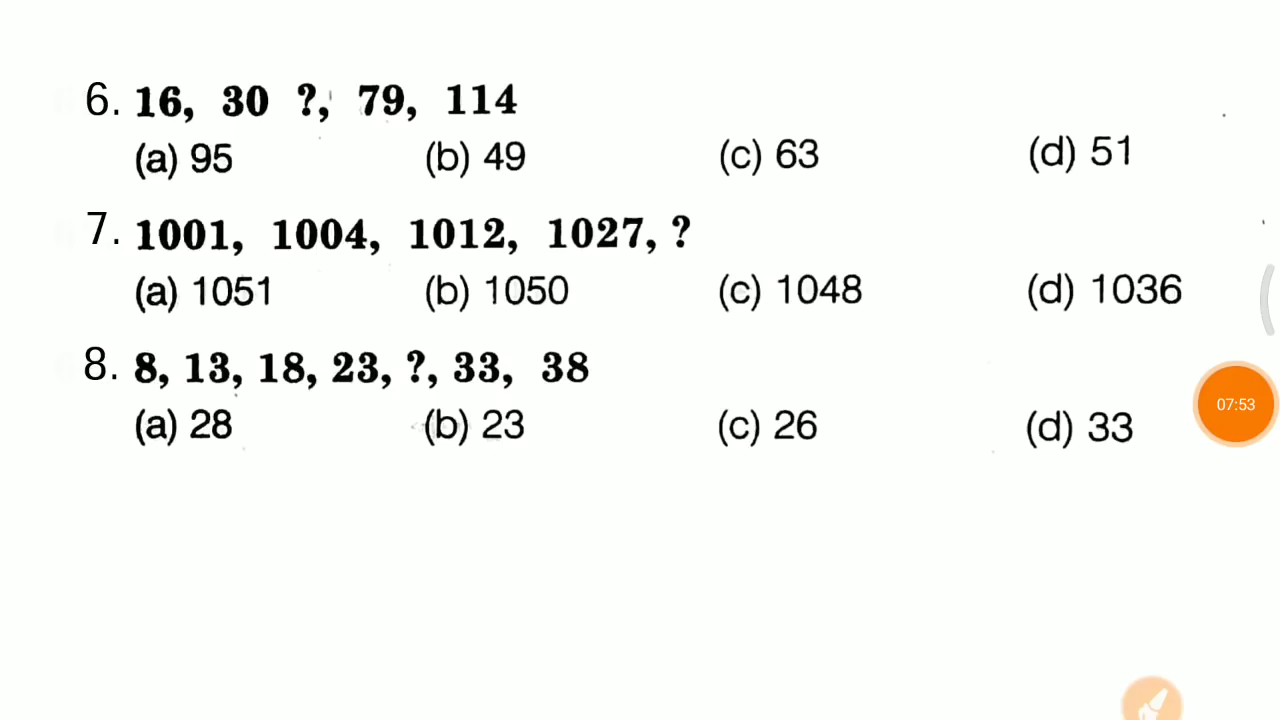 6. 16, 30 ?, 79, 114
(a) 95 (b) 49 (c) 63 (d) 51
7. 1001, 1004, 1012, 1027, ?
(a) 1051 (b) 1050 (c) 1048 (d) 1036
8. 8, 13, 18, 23, ?, 33, 38
(a) 28 (b) 23 (c) 26 (d) 33
07:53